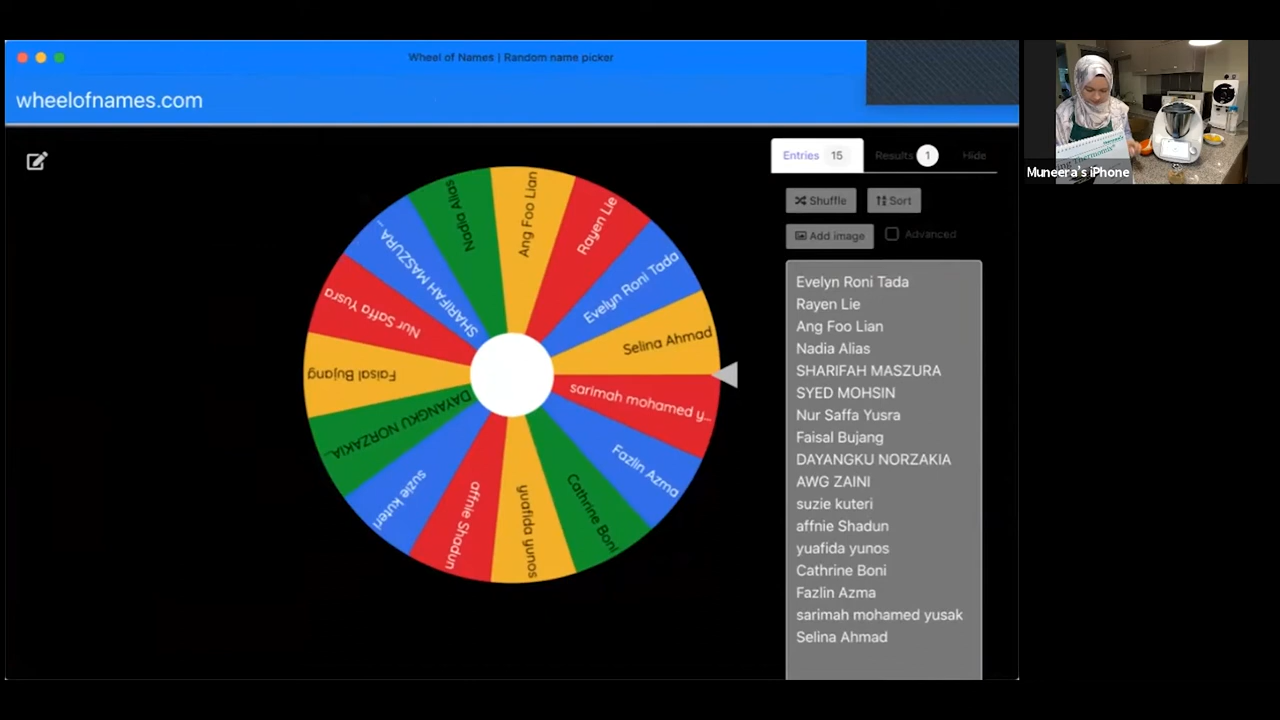 Wheel of Names | Random name picker
wheelofnames.com
Entries 15
Results 1
Hide
Shuffle
Sort
Add image
Advanced
Evelyn Roni Tada
Rayen Lie
Ang Foo Lian
Nadia Alias
SHARIFAH MASZURA
SYED MOHSIN
Nur Saffa Yusra
Faisal Bujang
DAYANGKU NORZAKIA
AWG ZAINI
suzie kuteri
affnie Shadun
yuafida yunos
Cathrine Boni
Fazlin Azma
sarimah mohamed yusak
Selina Ahmad
Ang Foo Lian
Rayen Lie
Evelyn Roni Tada
Selina Ahmad
sarimah mohamed y...
Fazlin Azma
Cathrine Boni
yuafida yunos
affnie Shadun
suzie kuteri
DAYANGKU NORZAKIA...
Faisal Bujang
Nur Saffa Yusra
SHARIFAH MASZURA...
Nadia Alias
Thermomix
Muneera's iPhone